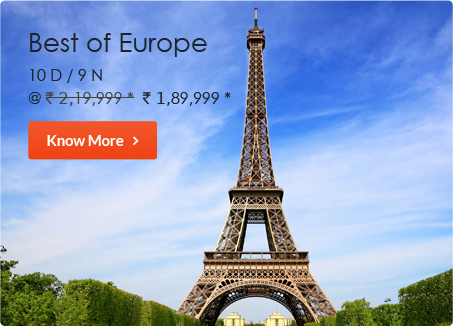 Best of Europe
10 D / 9 N
@ ₹ 2,19,999 * ₹ 1,89,999 *
Know More >